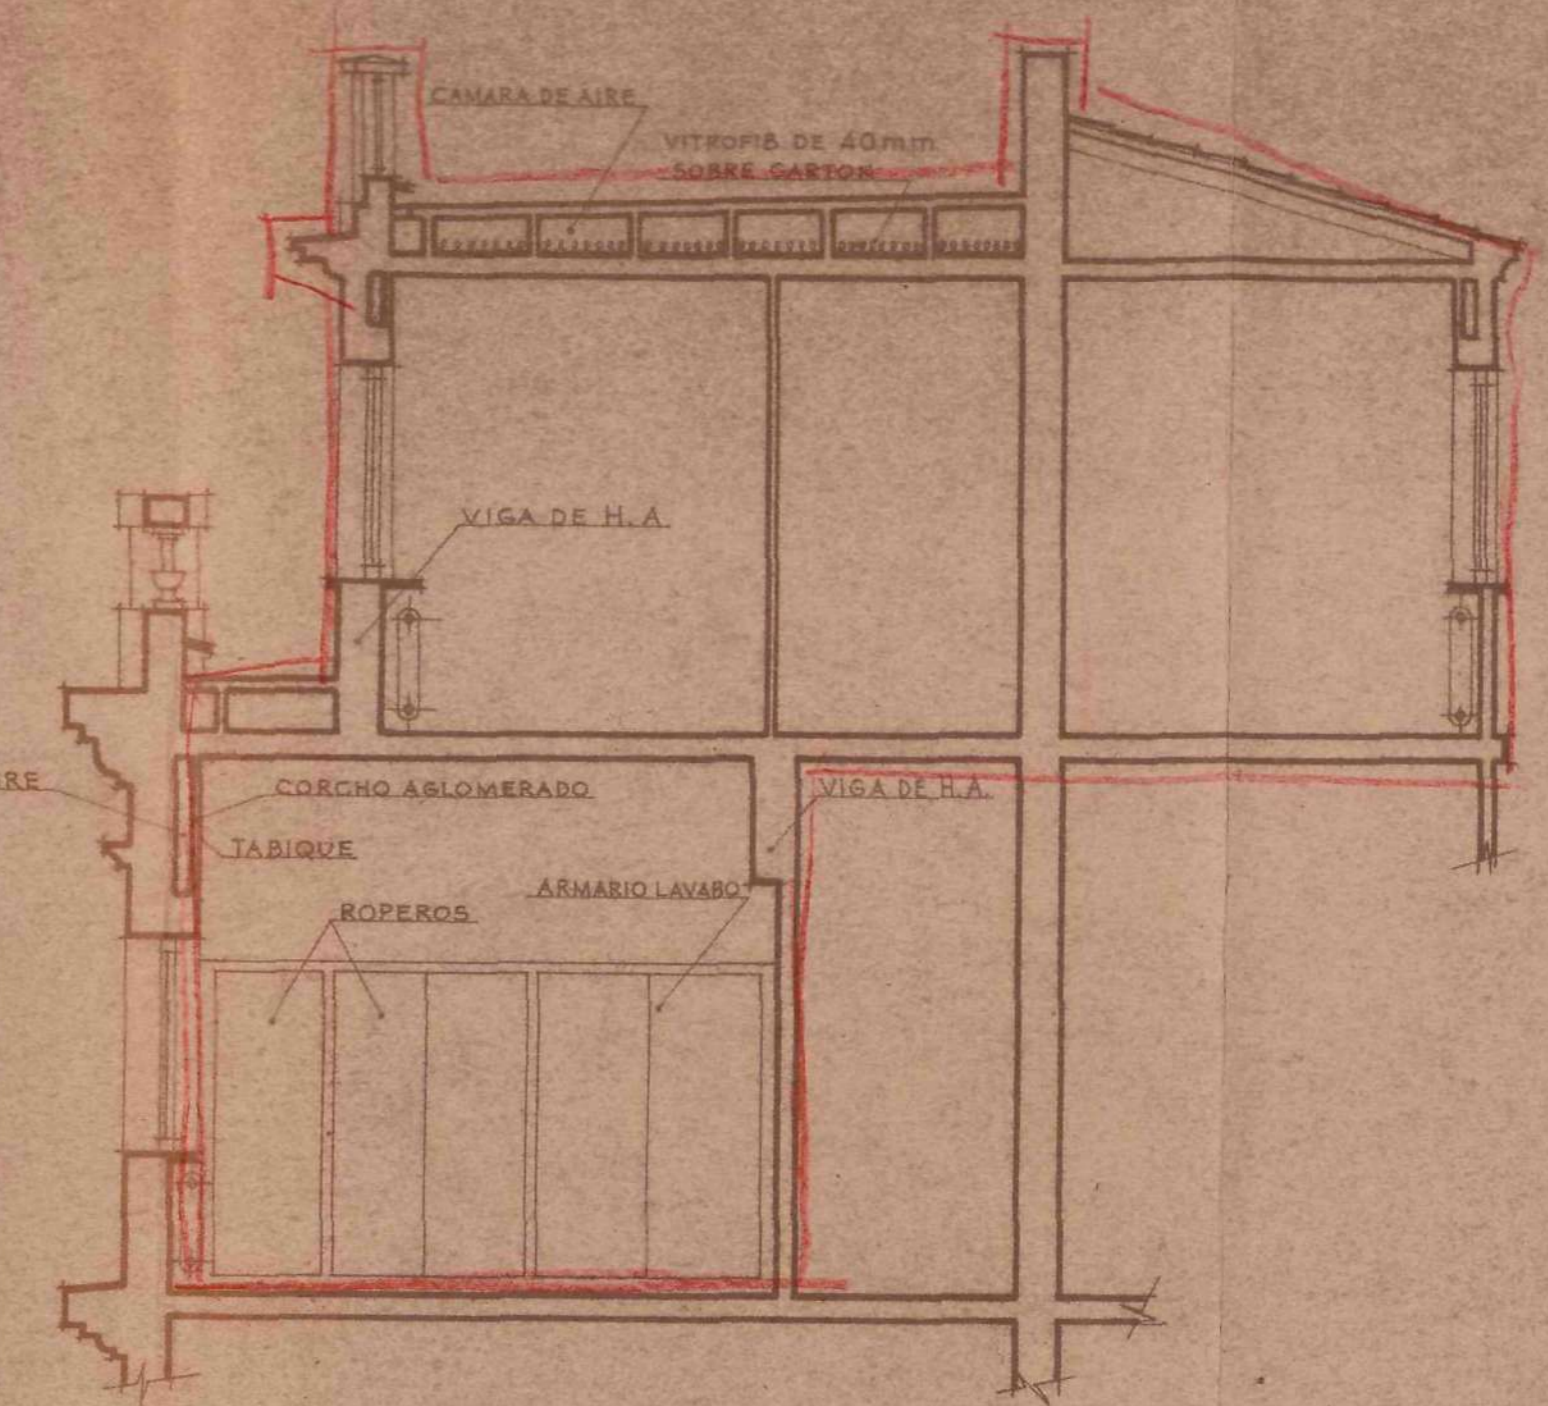 CAMARA DE AIRE
VITROFIB DE 40mm
SOBRE CARTON
VIGA DE H.A
RE
CORCHO AGLOMERADO
VIGA DE H.A.
TABIQUE
ARMARIO LAVABO
ROPEROS